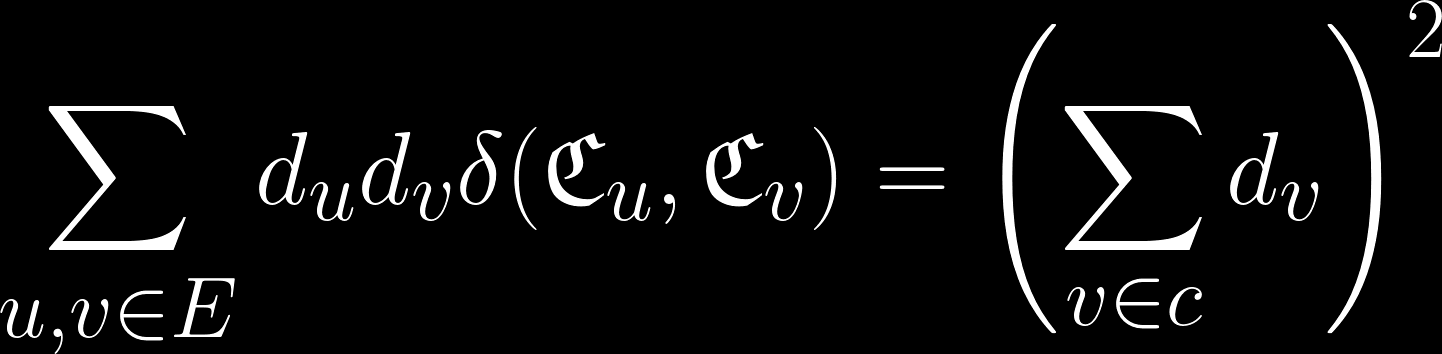 \sum_{u,v \in E} d_u d_v \delta(\mathfrak{C}_u, \mathfrak{C}_v) = \left( \sum_{v \in c} d_v \right)^2